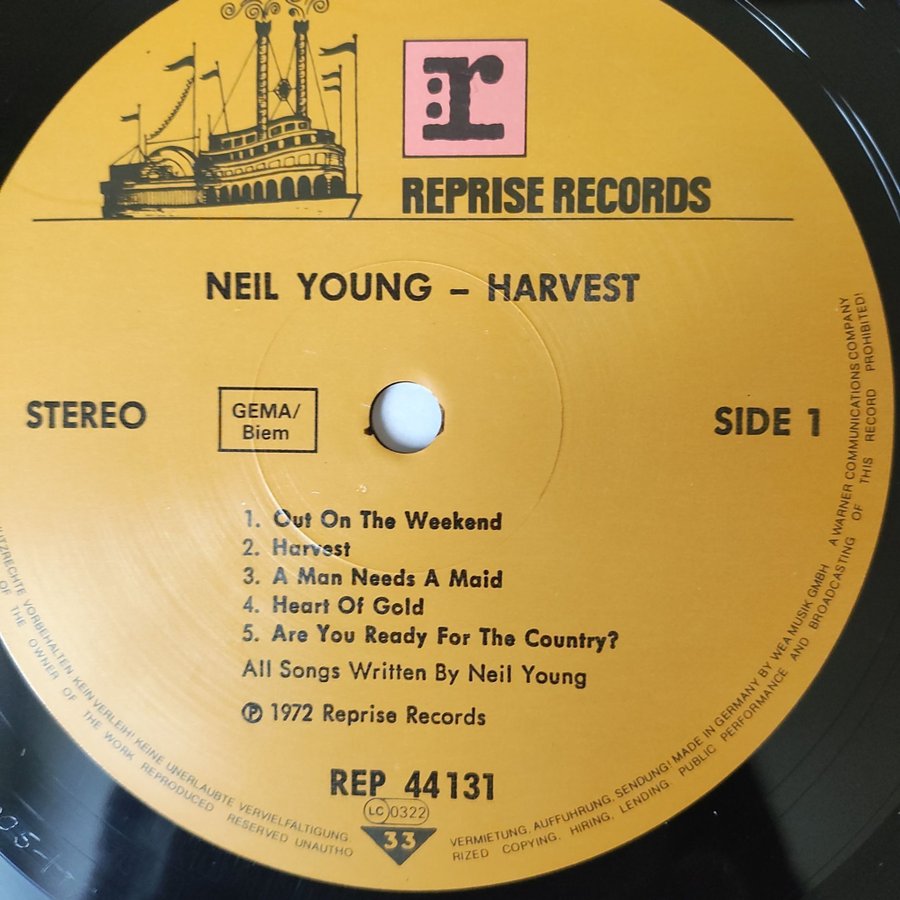 r:
REPRISE RECORDS
NEIL YOUNG – HARVEST
STEREO
GEMA/
Biem
SIDE 1
1. Out On The Weekend
2. Harvest
3. A Man Needs A Maid
4. Heart Of Gold
5. Are You Ready For The Country?
All Songs Written By Neil Young
℗ 1972 Reprise Records
REP 44 131
LC 0322
33
VORBEHALTEN KEIN VERLEIH! KEINE UNERLAUBTE VERVIELFÄLTIGUNG
VERMIETUNG, AUFFÜHRUNG, SENDUNG! MADE IN GERMANY BY WEA MUSIK GMBH A WARNER COMMUNICATIONS COMPANY
OF THE OWNER OF THE WORK REPRODUCED RESERVED UNAUTHO
RIZED COPYING, HIRING, LENDING PUBLIC PERFORMANCE AND BROADCASTING OF THIS RECORD PROHIBITED!